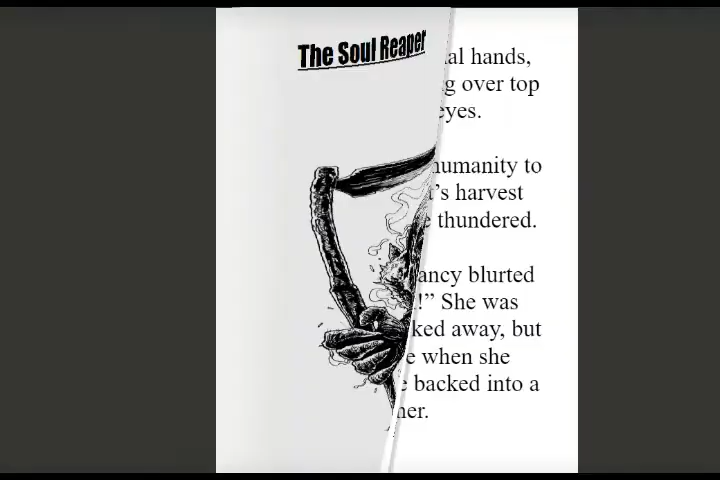 The Soul Reaper
al hands,
g over top
eyes.
humanity to
's harvest
thundered.
ancy blurted
!” She was
ked away, but
e when she
backed into a
ner.